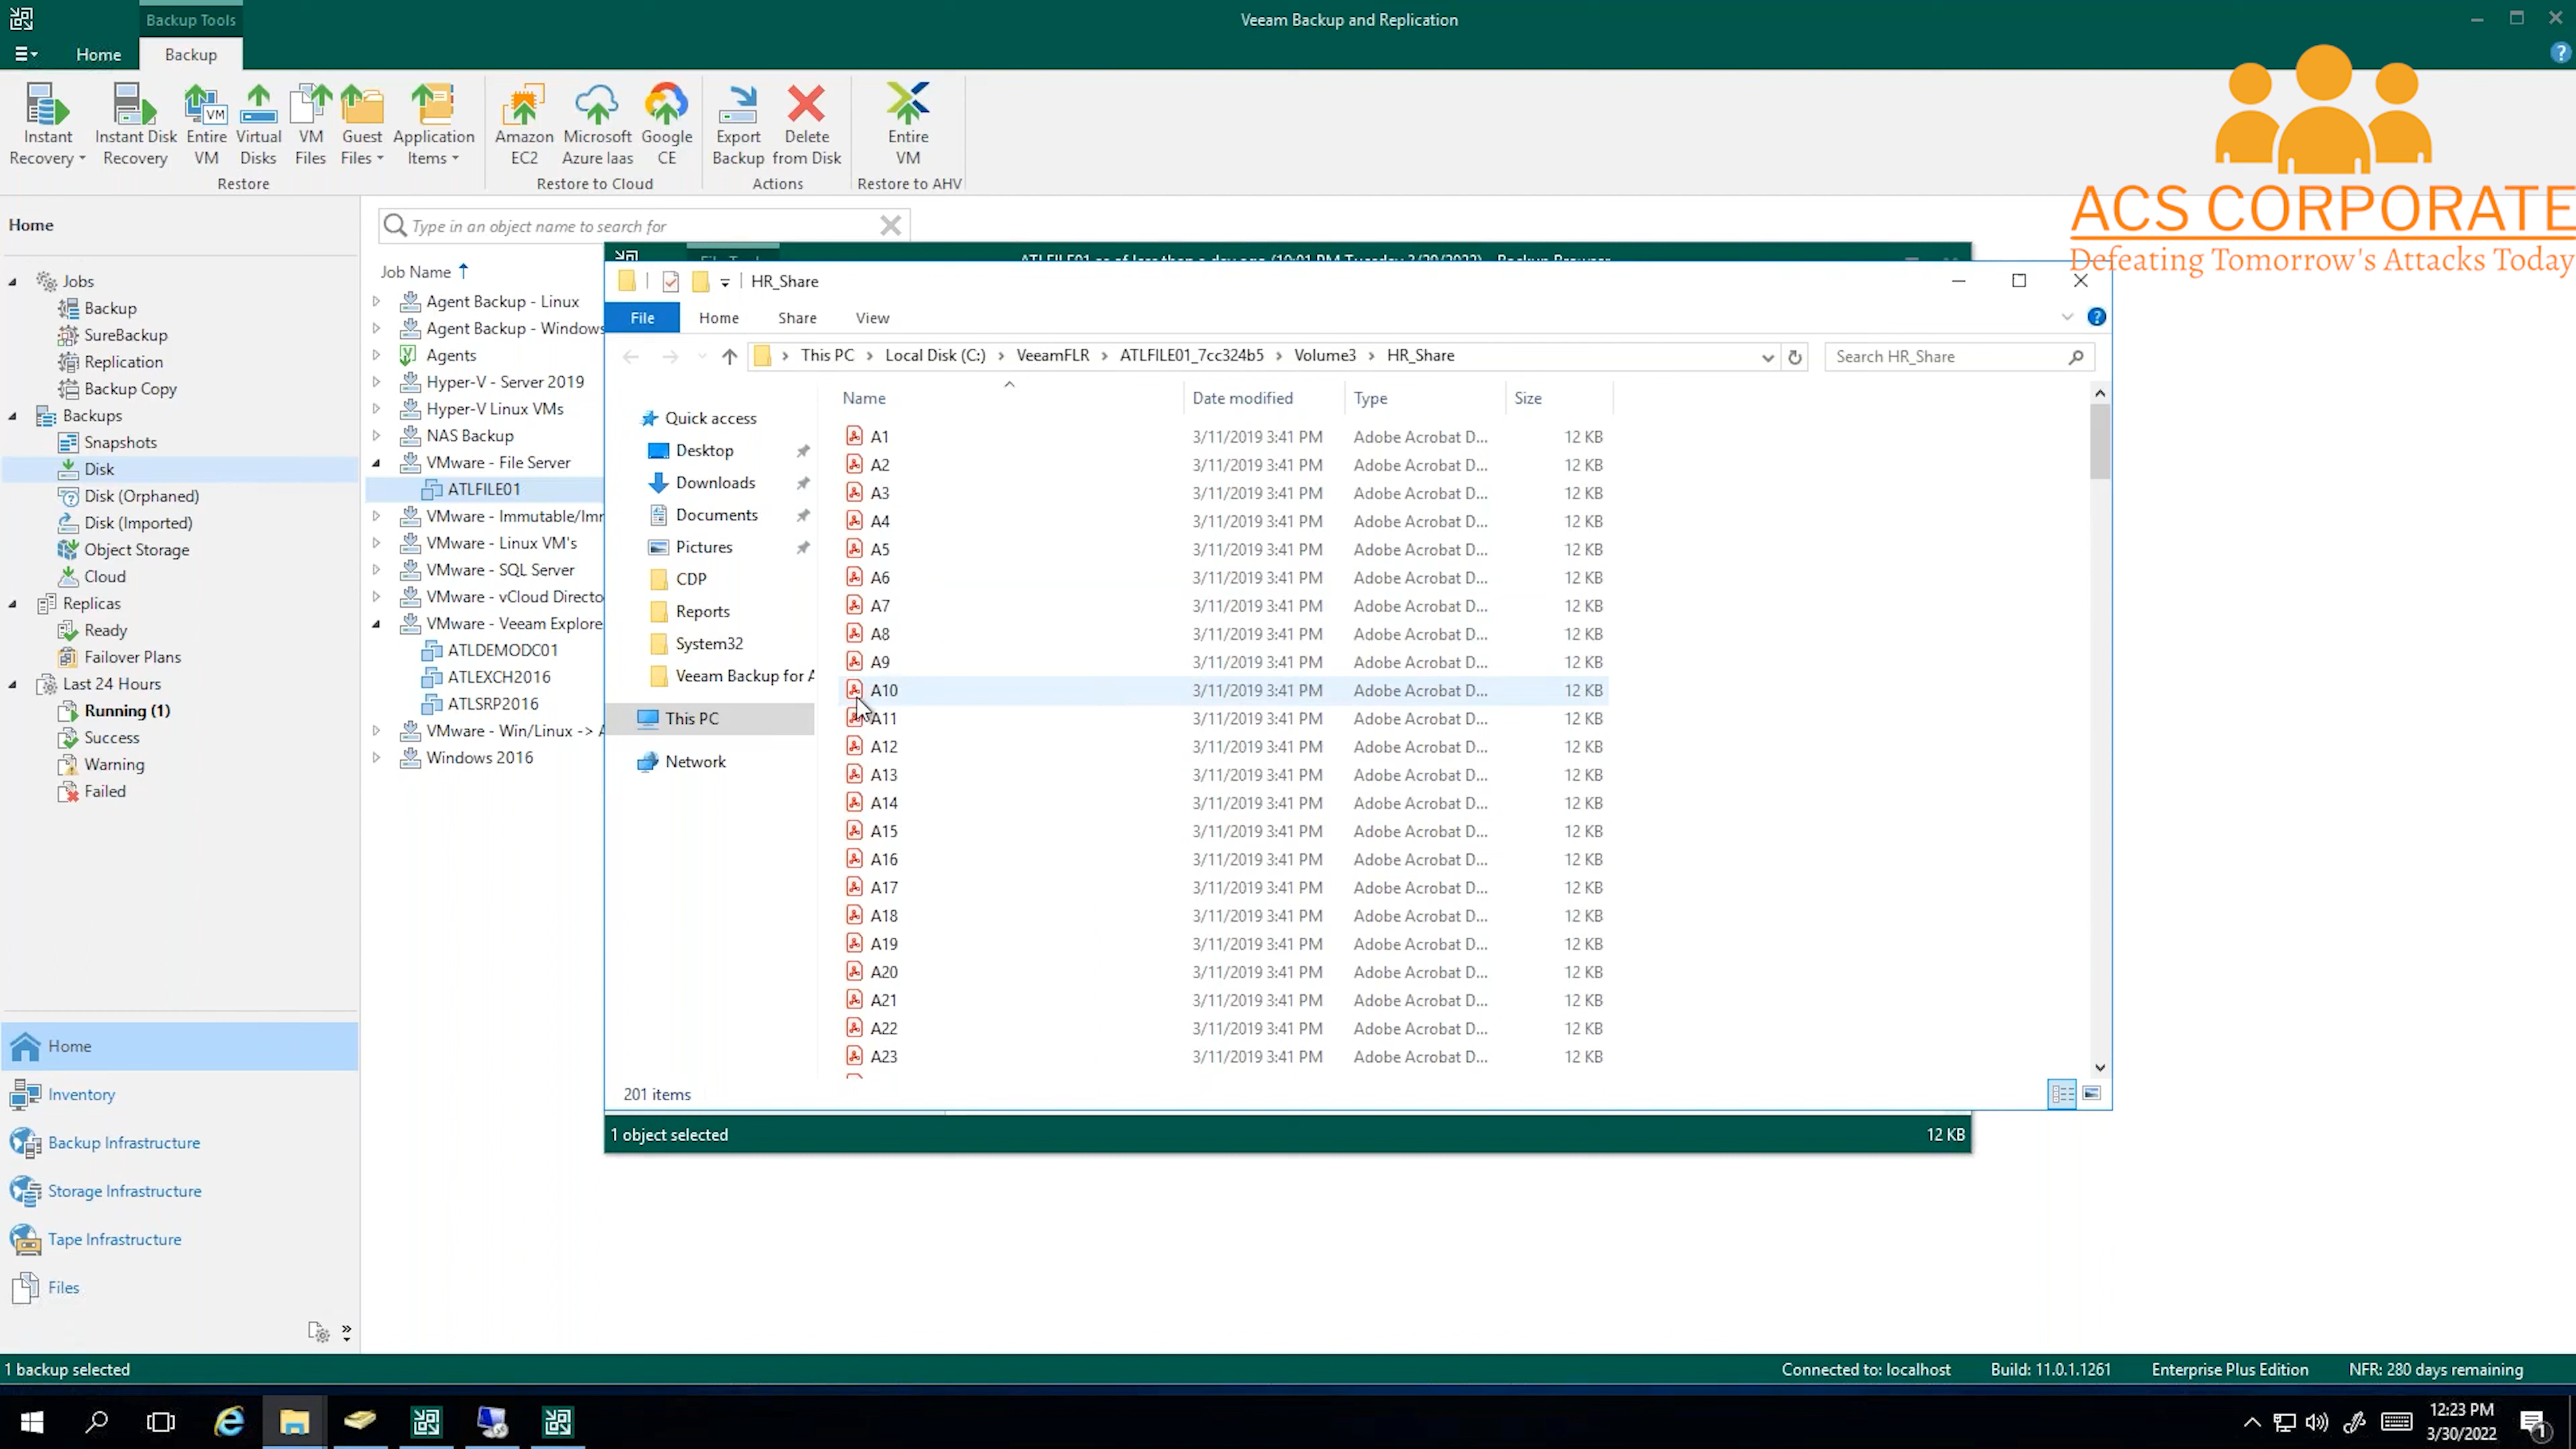 Backup Tools
Veeam Backup and Replication
Home
Backup
Instant Recovery
Instant Disk Recovery
Entire VM
Virtual Disks
VM Files
Guest Files
Application Items
Restore
Amazon EC2
Microsoft Azure Iaas
Google CE
Restore to Cloud
Export Backup
Delete from Disk
Actions
Entire VM
Restore to AHV
ACS CORPORATE
Defeating Tomorrow's Attacks Today
Home
Jobs
Backup
SureBackup
Replication
Backup Copy
Backups
Snapshots
Disk
Disk (Orphaned)
Disk (Imported)
Object Storage
Cloud
Replicas
Ready
Failover Plans
Last 24 Hours
Running (1)
Success
Warning
Failed
Home
Inventory
Backup Infrastructure
Storage Infrastructure
Tape Infrastructure
Files
Type in an object name to search for
Job Name
Agent Backup - Linux
Agent Backup - Windows
Agents
Hyper-V - Server 2019
Hyper-V Linux VMs
NAS Backup
VMware - File Server
ATLFILE01
VMware - Immutable/Imr
VMware - Linux VM's
VMware - SQL Server
VMware - vCloud Directo
VMware - Veeam Explore
ATLDEMODC01
ATLEXCH2016
ATLSRP2016
VMware - Win/Linux -> A
Windows 2016
ATLFILE01 as of less than a day ago (10:01 PM Tuesday 3/29/2022) - Backup Browser
HR_Share
File Home Share View
This PC > Local Disk (C:) > VeeamFLR > ATLFILE01_7cc324b5 > Volume3 > HR_Share
Search HR_Share
Quick access
Desktop
Downloads
Documents
Pictures
CDP
Reports
System32
Veeam Backup for A
This PC
Network
Name Date modified Type Size
A1 3/11/2019 3:41 PM Adobe Acrobat D... 12 KB
A2 3/11/2019 3:41 PM Adobe Acrobat D... 12 KB
A3 3/11/2019 3:41 PM Adobe Acrobat D... 12 KB
A4 3/11/2019 3:41 PM Adobe Acrobat D... 12 KB
A5 3/11/2019 3:41 PM Adobe Acrobat D... 12 KB
A6 3/11/2019 3:41 PM Adobe Acrobat D... 12 KB
A7 3/11/2019 3:41 PM Adobe Acrobat D... 12 KB
A8 3/11/2019 3:41 PM Adobe Acrobat D... 12 KB
A9 3/11/2019 3:41 PM Adobe Acrobat D... 12 KB
A10 3/11/2019 3:41 PM Adobe Acrobat D... 12 KB
A11 3/11/2019 3:41 PM Adobe Acrobat D... 12 KB
A12 3/11/2019 3:41 PM Adobe Acrobat D... 12 KB
A13 3/11/2019 3:41 PM Adobe Acrobat D... 12 KB
A14 3/11/2019 3:41 PM Adobe Acrobat D... 12 KB
A15 3/11/2019 3:41 PM Adobe Acrobat D... 12 KB
A16 3/11/2019 3:41 PM Adobe Acrobat D... 12 KB
A17 3/11/2019 3:41 PM Adobe Acrobat D... 12 KB
A18 3/11/2019 3:41 PM Adobe Acrobat D... 12 KB
A19 3/11/2019 3:41 PM Adobe Acrobat D... 12 KB
A20 3/11/2019 3:41 PM Adobe Acrobat D... 12 KB
A21 3/11/2019 3:41 PM Adobe Acrobat D... 12 KB
A22 3/11/2019 3:41 PM Adobe Acrobat D... 12 KB
A23 3/11/2019 3:41 PM Adobe Acrobat D... 12 KB
201 items
1 object selected 12 KB
1 backup selected
Connected to: localhost Build: 11.0.1.1261 Enterprise Plus Edition NFR: 280 days remaining
12:23 PM
3/30/2022
1